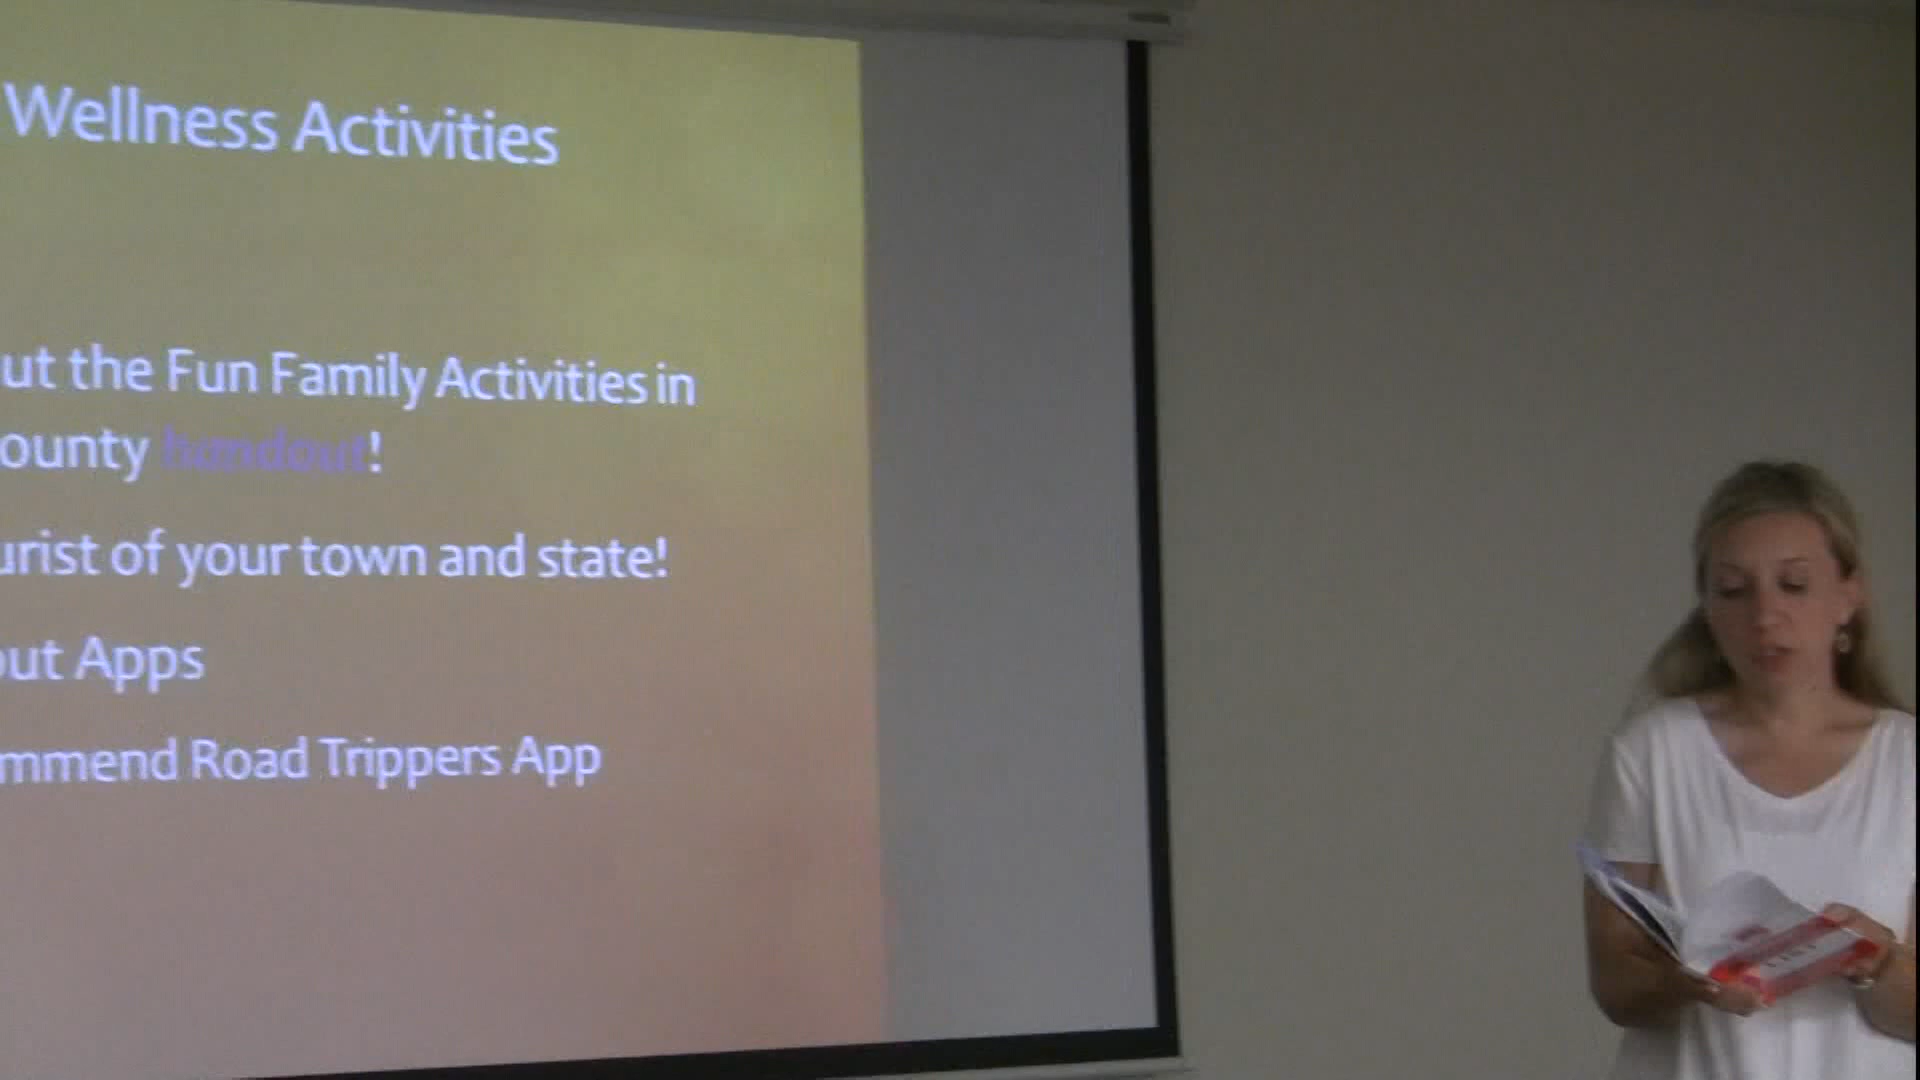 Wellness Activities
ut the Fun Family Activities in
ounty handout!
urist of your town and state!
out Apps
mmend Road Trippers App